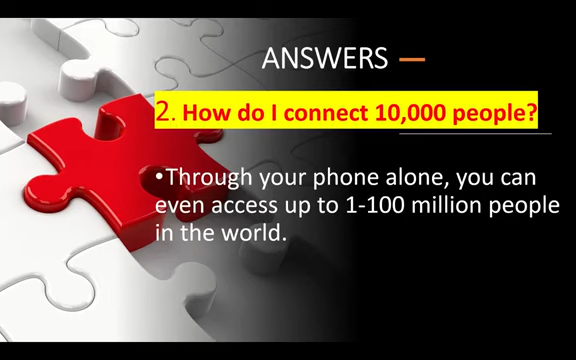 ANSWERS
2. How do I connect 10,000 people?
•Through your phone alone, you can
even access up to 1-100 million people
in the world.